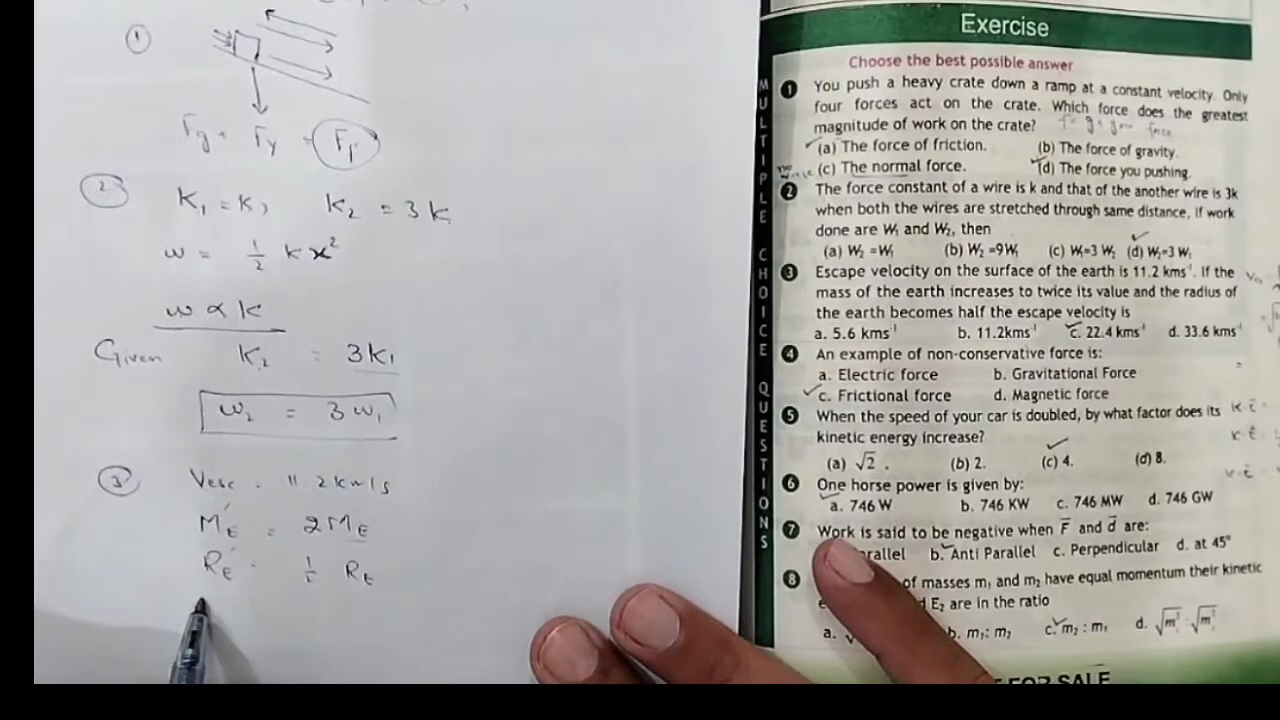 ①
Fg = Fy = Ff
②
K₁ = K, K₂ = 3K
w = 1/2 k x²
w ∝ k
Given K₂ = 3K₁
w₂ = 3w₁
③
Vesc = 11.2 km/s
M'E = 2ME
R'E = 1/2 RE
Exercise
Choose the best possible answer
MULTIPLE CHOICE QUESTIONS
1 You push a heavy crate down a ramp at a constant velocity. Only
four forces act on the crate. Which force does the greatest
magnitude of work on the crate?
(a) The force of friction. (b) The force of gravity.
(c) The normal force. (d) The force you pushing.
2 The force constant of a wire is k and that of the another wire is 3k
when both the wires are stretched through same distance, if work
done are W₁ and W₂, then
(a) W₂ =W₁ (b) W₂ =9W₁ (c) W₁=3 W₂ (d) W₂=3 W₁
3 Escape velocity on the surface of the earth is 11.2 kms⁻¹. If the
mass of the earth increases to twice its value and the radius of
the earth becomes half the escape velocity is
a. 5.6 kms⁻¹ b. 11.2kms⁻¹ c. 22.4 kms⁻¹ d. 33.6 kms⁻¹
4 An example of non-conservative force is:
a. Electric force b. Gravitational Force
c. Frictional force d. Magnetic force
5 When the speed of your car is doubled, by what factor does its
kinetic energy increase?
(a) √2 . (b) 2. (c) 4. (d) 8.
6 One horse power is given by:
a. 746 W b. 746 KW c. 746 MW d. 746 GW
7 Work is said to be negative when F⃗ and d⃗ are:
rallel b. Anti Parallel c. Perpendicular d. at 45°
8 of masses m₁ and m₂ have equal momentum their kinetic
E₂ are in the ratio
a. b. m₁: m₂ c. m₂ : m₁ d.
FOR SALE